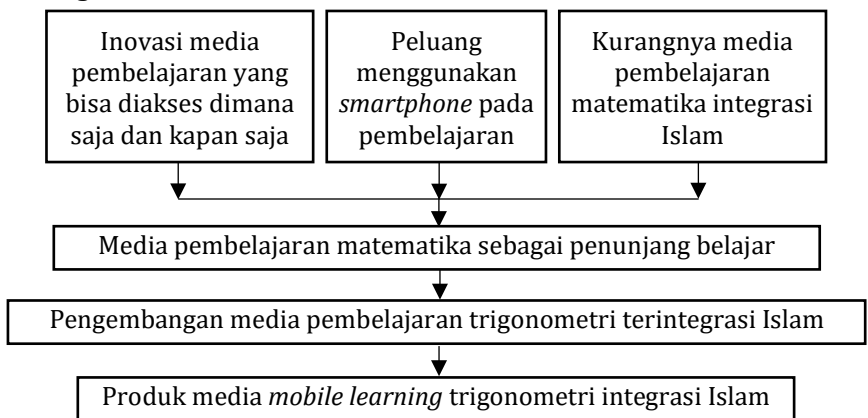 Inovasi media
pembelajaran yang
bisa diakses dimana
saja dan kapan saja
Peluang
menggunakan
smartphone pada
pembelajaran
Kurangnya media
pembelajaran
matematika integrasi
Islam
Media pembelajaran matematika sebagai penunjang belajar
Pengembangan media pembelajaran trigonometri terintegrasi Islam
Produk media mobile learning trigonometri integrasi Islam